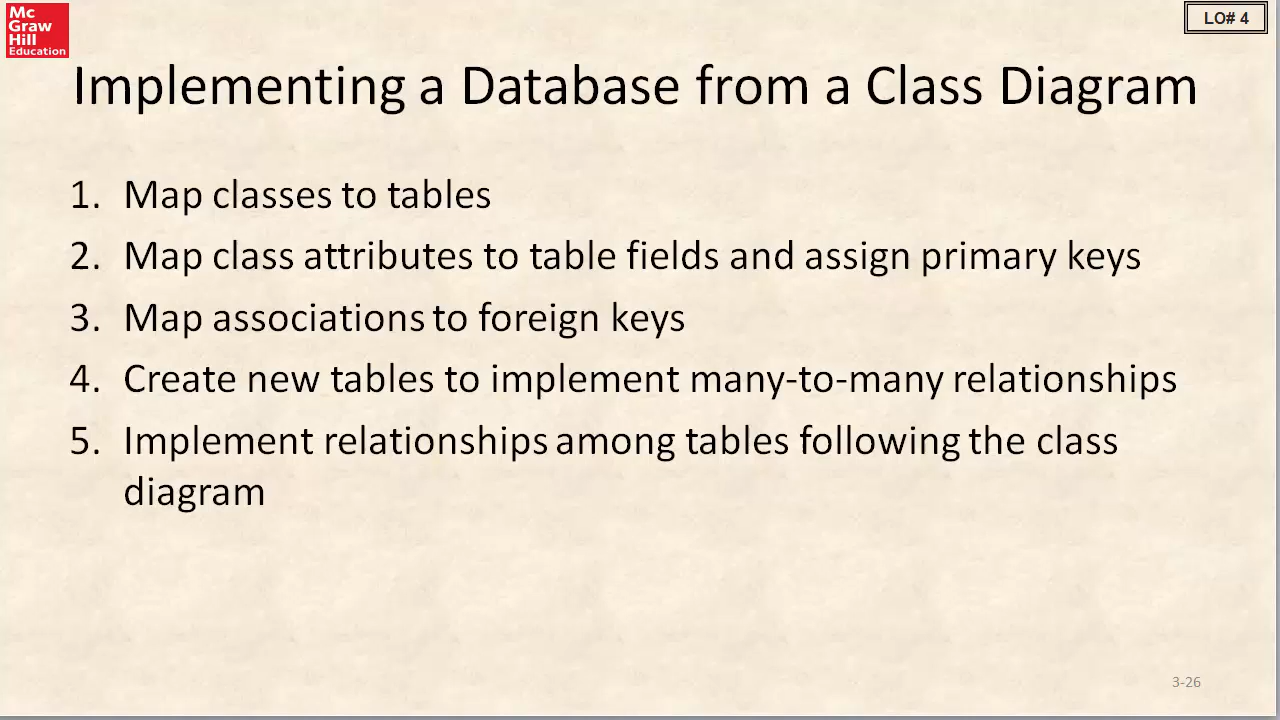 Mc
Graw
Hill
Education
LO# 4
Implementing a Database from a Class Diagram
1. Map classes to tables
2. Map class attributes to table fields and assign primary keys
3. Map associations to foreign keys
4. Create new tables to implement many-to-many relationships
5. Implement relationships among tables following the class
diagram
3-26